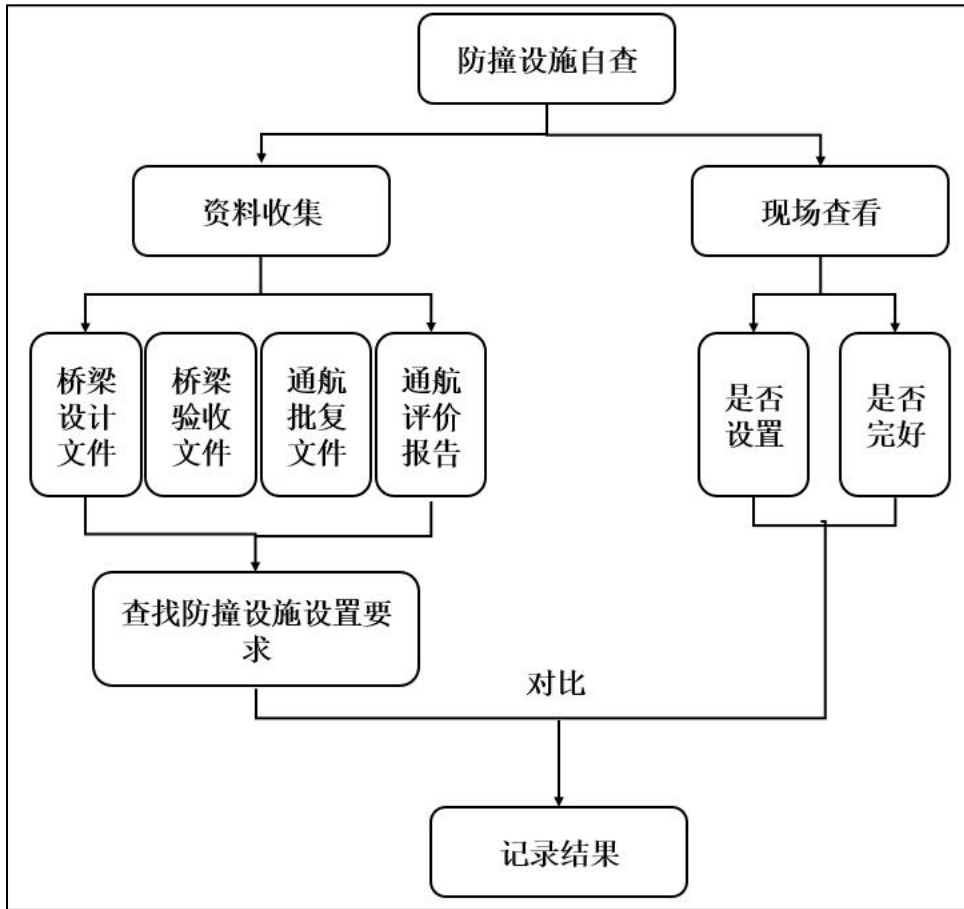 防撞设施自查
资料收集
现场查看
桥梁
设计
文件
桥梁
验收
文件
通航
批复
文件
通航
评价
报告
是否
设置
是否
完好
查找防撞设施设置要
求
对比
记录结果